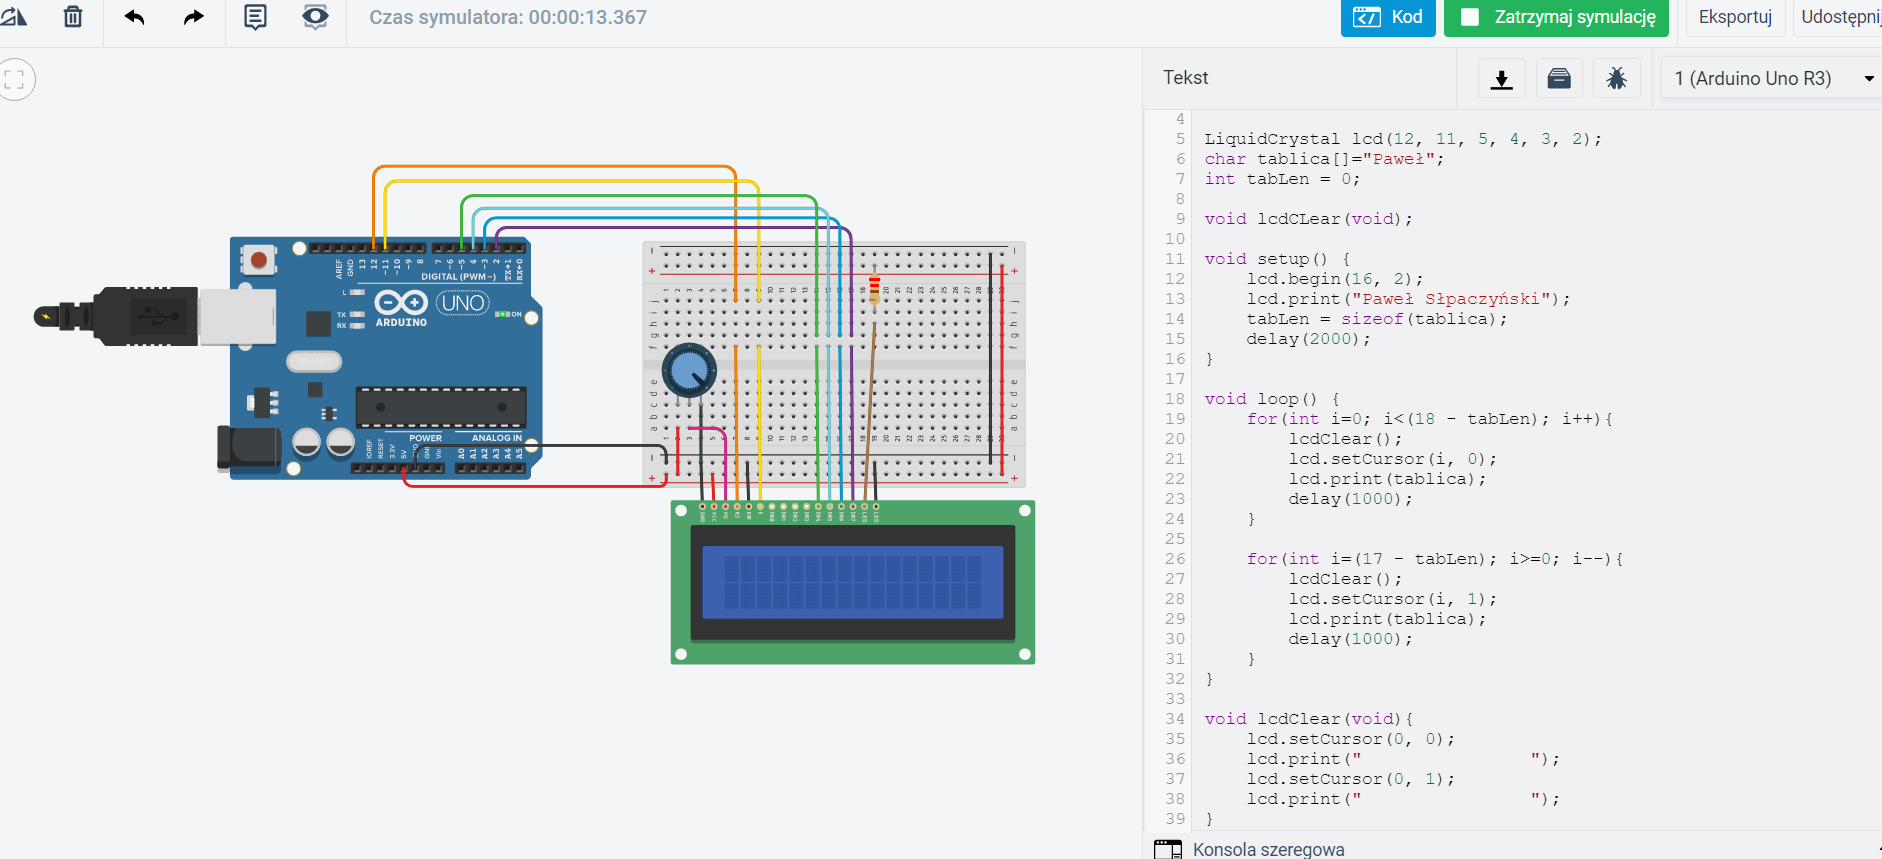 Czas symulatora: 00:00:13.367
Kod
Zatrzymaj symulację
Eksportuj
Udostępnij
Tekst
1 (Arduino Uno R3)
4
5 LiquidCrystal lcd(12, 11, 5, 4, 3, 2);
6 char tablica[]="Paweł";
7 int tabLen = 0;
8
9 void lcdCLear(void);
10
11 void setup() {
12 lcd.begin(16, 2);
13 lcd.print("Paweł Słpaczyński");
14 tabLen = sizeof(tablica);
15 delay(2000);
16 }
17
18 void loop() {
19 for(int i=0; i<(18 - tabLen); i++){
20 lcdClear();
21 lcd.setCursor(i, 0);
22 lcd.print(tablica);
23 delay(1000);
24 }
25
26 for(int i=(17 - tabLen); i>=0; i--){
27 lcdClear();
28 lcd.setCursor(i, 1);
29 lcd.print(tablica);
30 delay(1000);
31 }
32 }
33
34 void lcdClear(void){
35 lcd.setCursor(0, 0);
36 lcd.print("                ");
37 lcd.setCursor(0, 1);
38 lcd.print("                ");
39 }
Konsola szeregowa
AREF
GND
13
12
~11
~10
~9
8
7
~6
~5
4
~3
2
TX→1
RX←0
DIGITAL (PWM~)
L
TX
RX
ARDUINO
UNO
ON
POWER
ANALOG IN
IOREF
RESET
3.3V
5V
GND
Vin
A0
A1
A2
A3
A4
A5